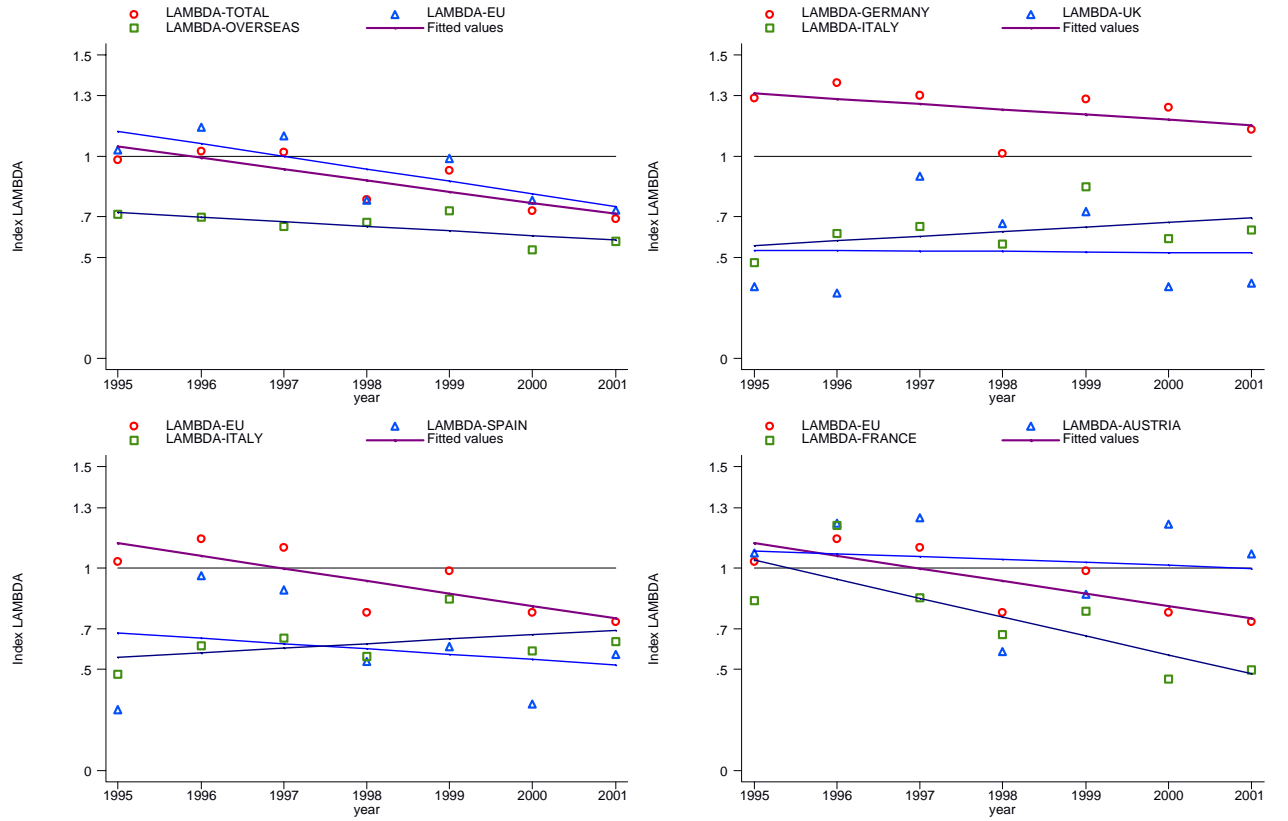 LAMBDA-TOTAL LAMBDA-EU
LAMBDA-OVERSEAS Fitted values
Index LAMBDA
1.5
1.3
1
.7
.5
0
1995 1996 1997 1998 1999 2000 2001
year
LAMBDA-GERMANY LAMBDA-UK
LAMBDA-ITALY Fitted values
Index LAMBDA
1.5
1.3
1
.7
.5
0
1995 1996 1997 1998 1999 2000 2001
year
LAMBDA-EU LAMBDA-SPAIN
LAMBDA-ITALY Fitted values
Index LAMBDA
1.5
1.3
1
.7
.5
0
1995 1996 1997 1998 1999 2000 2001
year
LAMBDA-EU LAMBDA-AUSTRIA
LAMBDA-FRANCE Fitted values
Index LAMBDA
1.5
1.3
1
.7
.5
0
1995 1996 1997 1998 1999 2000 2001
year